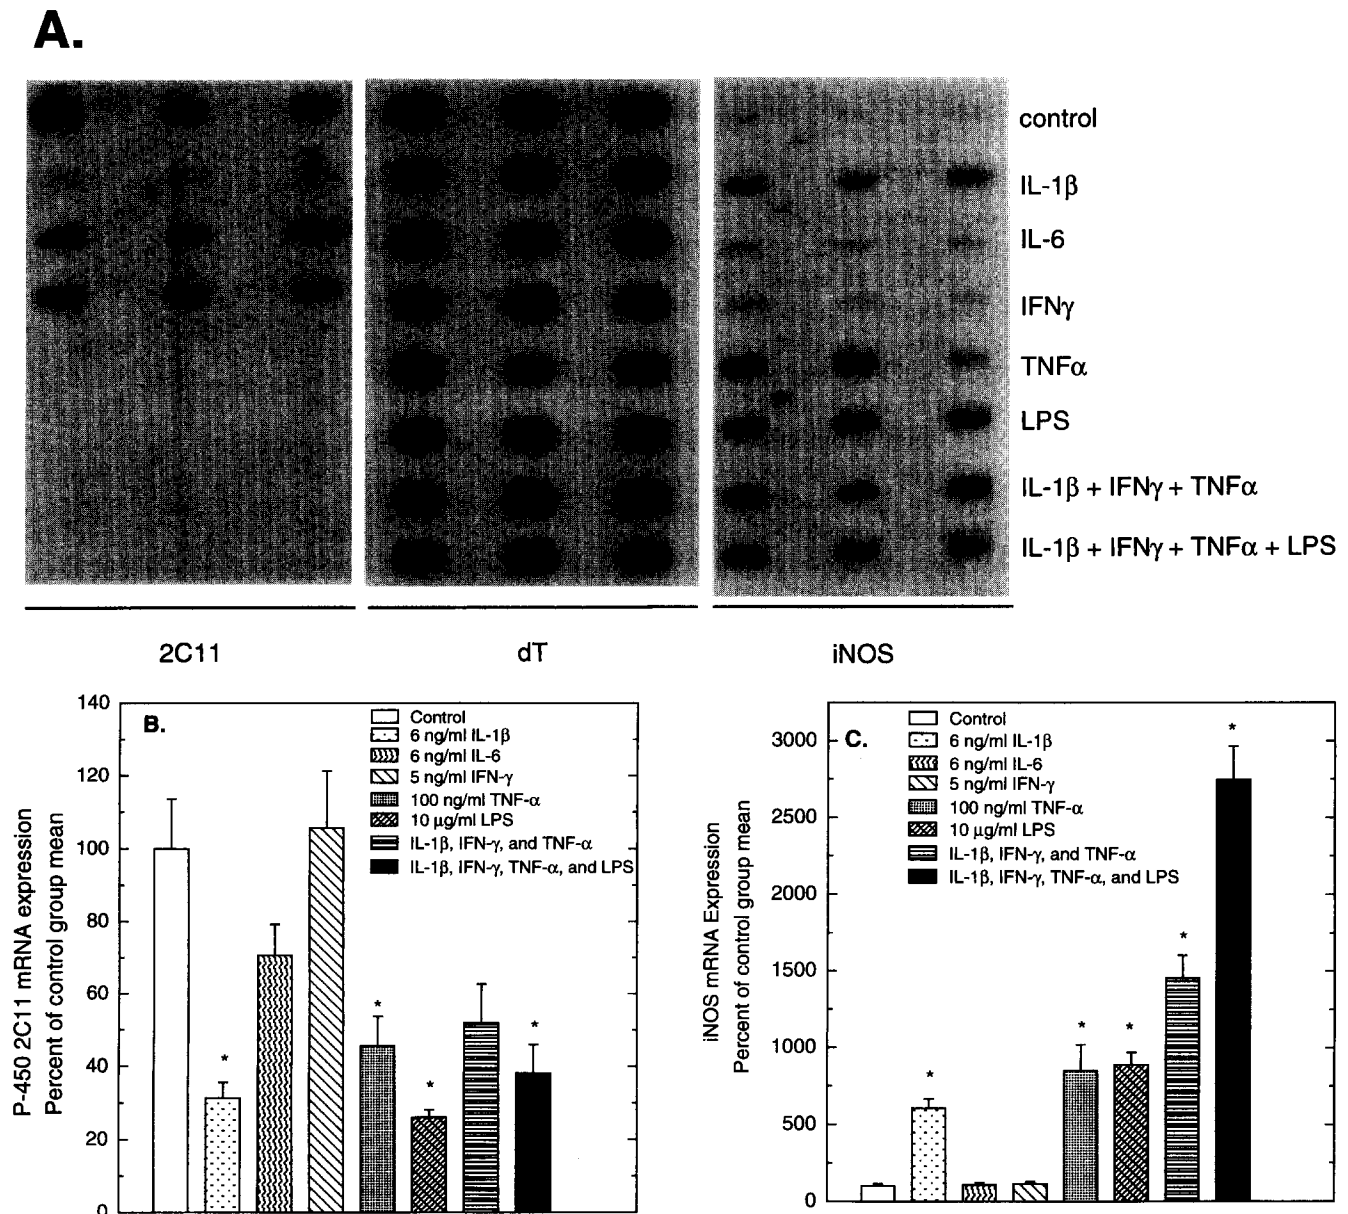 A.
control
IL-1β
IL-6
IFNγ
TNFα
LPS
IL-1β + IFNγ + TNFα
IL-1β + IFNγ + TNFα + LPS
2C11
dT
iNOS
B.
P-450 2C11 mRNA expression
Percent of control group mean
140
120
100
80
60
40
20
0
Control
6 ng/ml IL-1β
6 ng/ml IL-6
5 ng/ml IFN-γ
100 ng/ml TNF-α
10 μg/ml LPS
IL-1β, IFN-γ, and TNF-α
IL-1β, IFN-γ, TNF-α, and LPS
*
*
*
*
C.
iNOS mRNA Expression
Percent of control group mean
3000
2500
2000
1500
1000
500
0
Control
6 ng/ml IL-1β
6 ng/ml IL-6
5 ng/ml IFN-γ
100 ng/ml TNF-α
10 μg/ml LPS
IL-1β, IFN-γ, and TNF-α
IL-1β, IFN-γ, TNF-α, and LPS
*
*
*
*
*